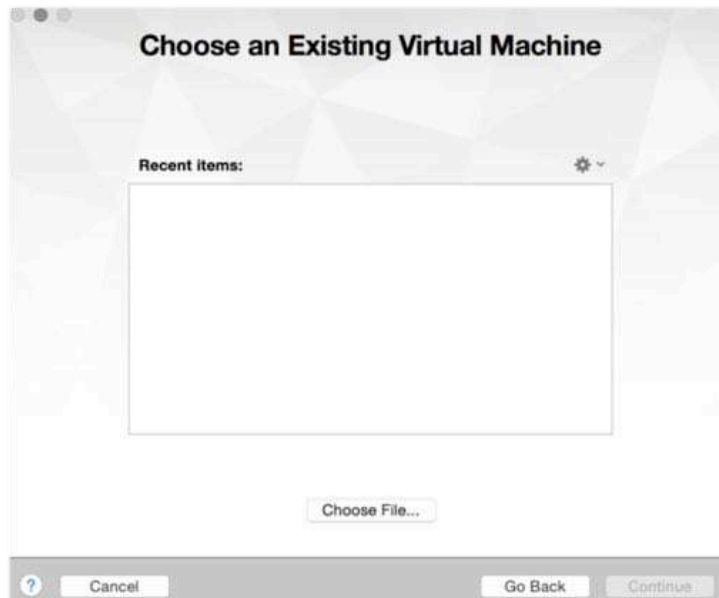 Choose an Existing Virtual Machine
Recent items:
Choose File...
?
Cancel
Go Back
Continue